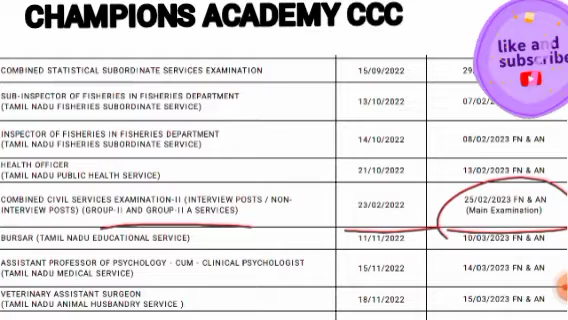 CHAMPIONS ACADEMY CCC
like and
subscribe
COMBINED STATISTICAL SUBORDINATE SERVICES EXAMINATION 15/09/2022 29
SUB-INSPECTOR OF FISHERIES IN FISHERIES DEPARTMENT
(TAMIL NADU FISHERIES SUBORDINATE SERVICE) 13/10/2022 07/02/2
INSPECTOR OF FISHERIES IN FISHERIES DEPARTMENT
(TAMIL NADU FISHERIES SUBORDINATE SERVICE) 14/10/2022 08/02/2023 FN & AN
HEALTH OFFICER
(TAMIL NADU PUBLIC HEALTH SERVICE) 21/10/2022 13/02/2023 FN & AN
COMBINED CIVIL SERVICES EXAMINATION-II (INTERVIEW POSTS / NON-
INTERVIEW POSTS) (GROUP-II AND GROUP-II A SERVICES) 23/02/2022 25/02/2023 FN & AN
(Main Examination)
BURSAR (TAMIL NADU EDUCATIONAL SERVICE) 11/11/2022 10/03/2023 FN & AN
ASSISTANT PROFESSOR OF PSYCHOLOGY - CUM - CLINICAL PSYCHOLOGIST
(TAMIL NADU MEDICAL SERVICE) 15/11/2022 14/03/2023 FN & AN
VETERINARY ASSISTANT SURGEON
(TAMIL NADU ANIMAL HUSBANDRY SERVICE ) 18/11/2022 15/03/2023 FN & AN